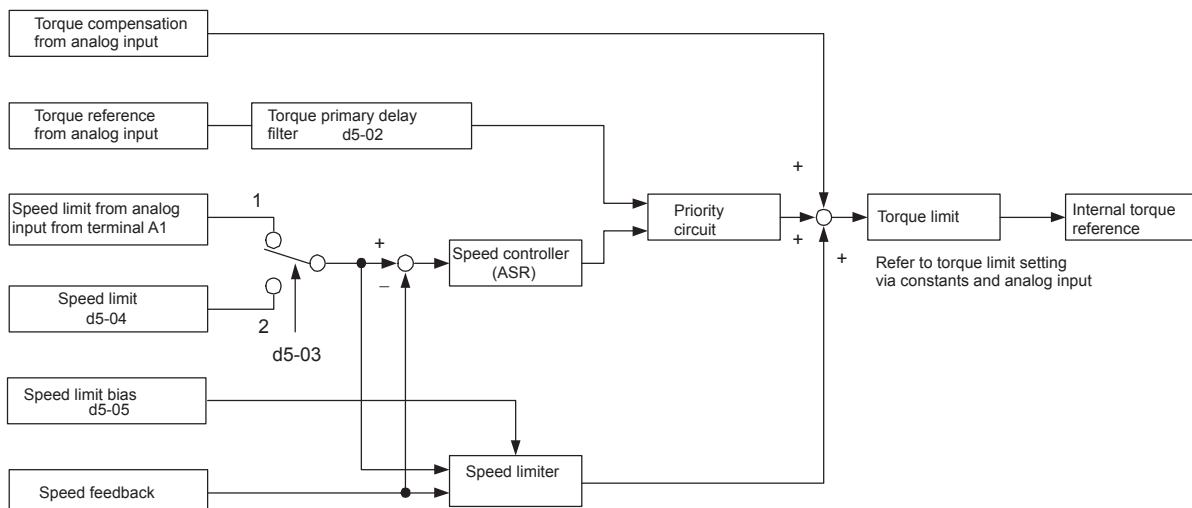 Torque compensation
from analog input
Torque reference
from analog input
Torque primary delay
filter d5-02
+
1
Speed limit from analog
input from terminal A1
Priority
circuit
Torque limit
Internal torque
reference
+
+
Speed controller
(ASR)
+
Refer to torque limit setting
via constants and analog input
−
Speed limit
d5-04
2
d5-03
Speed limit bias
d5-05
Speed limiter
Speed feedback